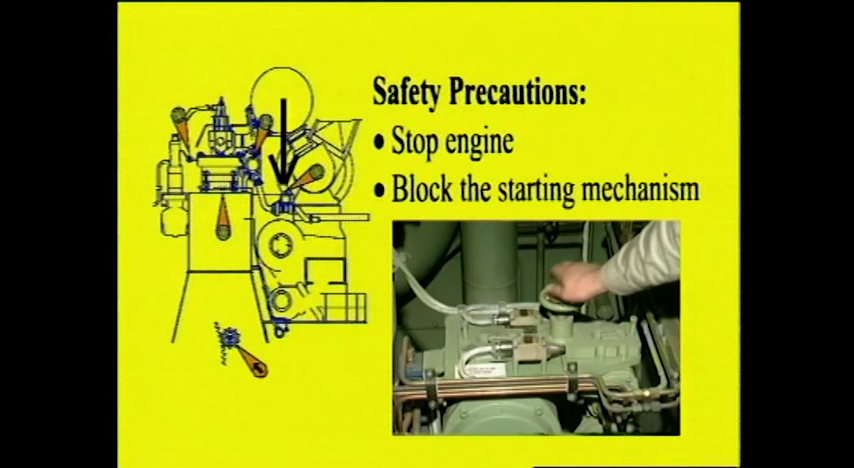 Safety Precautions:
• Stop engine
• Block the starting mechanism